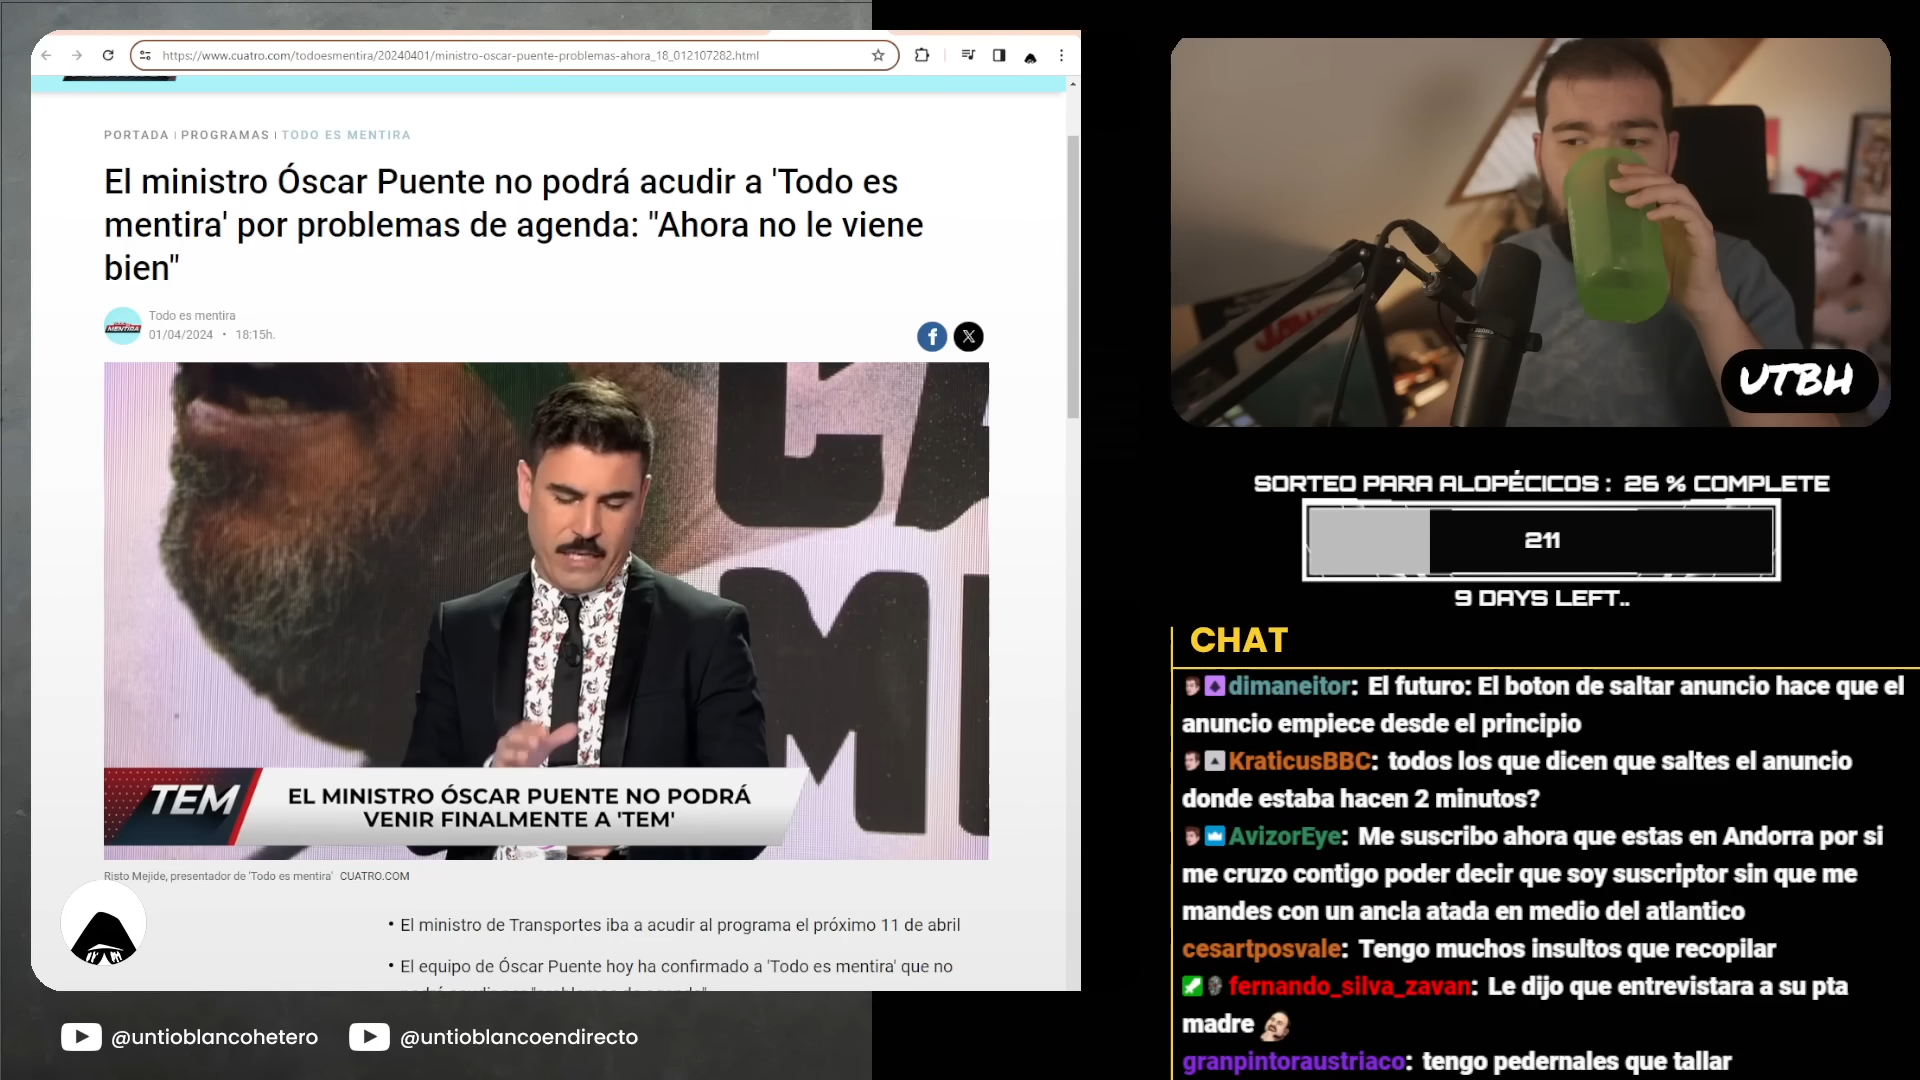 https://www.cuatro.com/todoesmentira/20240401/ministro-oscar-puente-problemas-ahora_18_012107282.html
PORTADA | PROGRAMAS | TODO ES MENTIRA
El ministro Óscar Puente no podrá acudir a 'Todo es
mentira' por problemas de agenda: "Ahora no le viene
bien"
MENTIRA
Todo es mentira
01/04/2024 • 18:15h.
TEM
EL MINISTRO ÓSCAR PUENTE NO PODRÁ
VENIR FINALMENTE A 'TEM'
Risto Mejide, presentador de 'Todo es mentira' CUATRO.COM
• El ministro de Transportes iba a acudir al programa el próximo 11 de abril
• El equipo de Óscar Puente hoy ha confirmado a 'Todo es mentira' que no
@untioblancohetero
@untioblancoendirecto
UTBH
SORTEO PARA ALOPÉCICOS : 26 % COMPLETE
211
9 DAYS LEFT..
CHAT
dimaneitor: El futuro: El boton de saltar anuncio hace que el
anuncio empiece desde el principio
KraticusBBC: todos los que dicen que saltes el anuncio
donde estaba hacen 2 minutos?
AvizorEye: Me suscribo ahora que estas en Andorra por si
me cruzo contigo poder decir que soy suscriptor sin que me
mandes con un ancla atada en medio del atlantico
cesartposvale: Tengo muchos insultos que recopilar
fernando_silva_zavan: Le dijo que entrevistara a su pta
madre
granpintoraustriaco: tengo pedernales que tallar